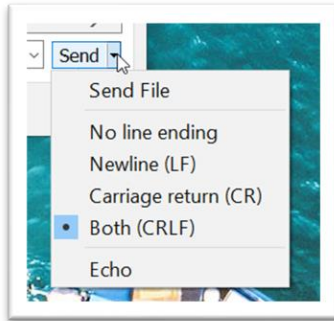 Send
Send File
No line ending
Newline (LF)
Carriage return (CR)
Both (CRLF)
Echo